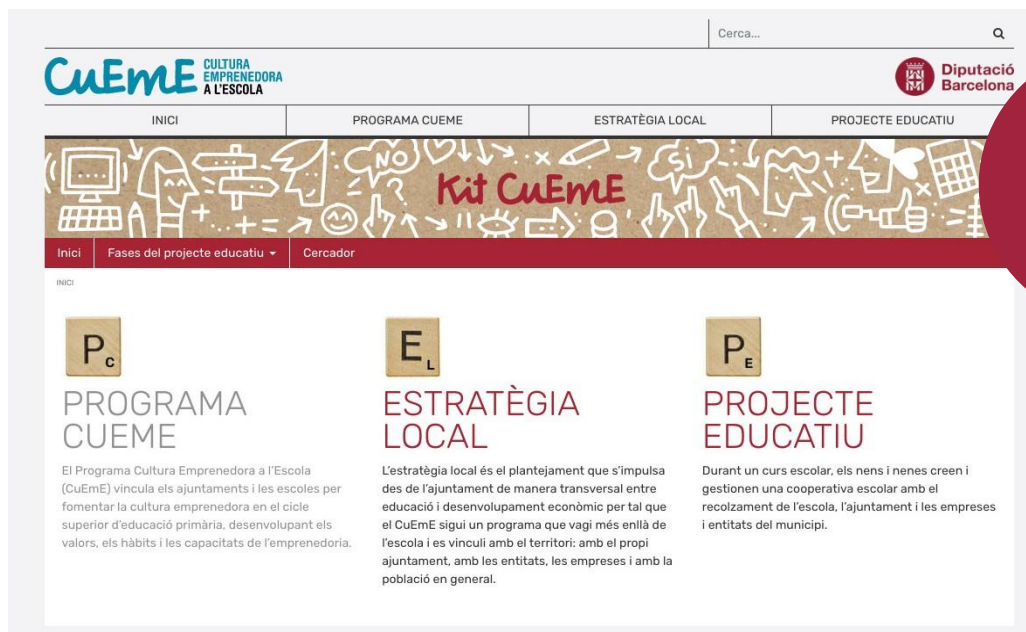 Cerca...
CuEmE CULTURA
EMPRENEDORA
A L'ESCOLA
Diputació
Barcelona
INICI
PROGRAMA CUEME
ESTRATÈGIA LOCAL
PROJECTE EDUCATIU
NO
SI
Kit CuEmE
Inici
Fases del projecte educatiu
Cercador
INICI
PC
PROGRAMA
CUEME
El Programa Cultura Emprenedora a l'Escola
(CuEmE) vincula els ajuntaments i les escoles per
fomentar la cultura emprenedora en el cicle
superior d'educació primària, desenvolupant els
valors, els hàbits i les capacitats de l'emprenedoria.
EL
ESTRATÈGIA
LOCAL
L'estratègia local és el plantejament que s'impulsa
des de l'ajuntament de manera transversal entre
educació i desenvolupament econòmic per tal que
el CuEmE sigui un programa que vagi més enllà de
l'escola i es vinculi amb el territori: amb el propi
ajuntament, amb les entitats, les empreses i amb la
població en general.
PE
PROJECTE
EDUCATIU
Durant un curs escolar, els nens i nenes creen i
gestionen una cooperativa escolar amb el
recolzament de l'escola, l'ajuntament i les empreses
i entitats del municipi.